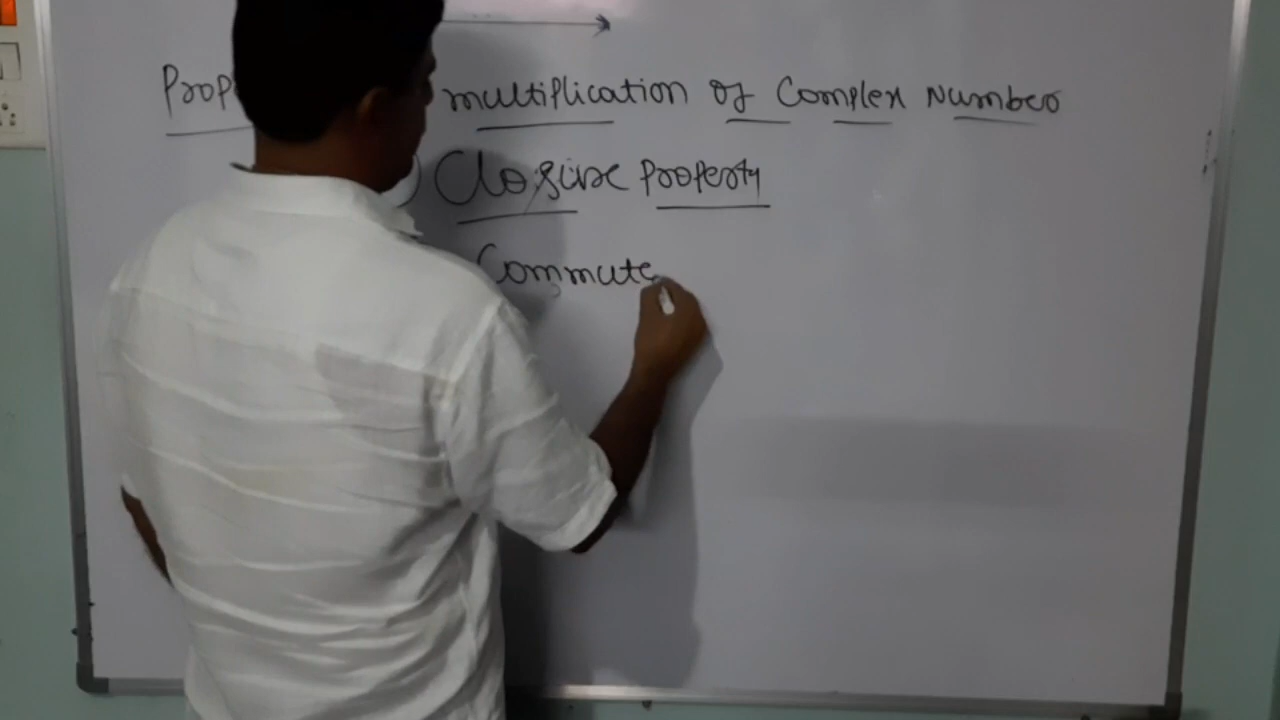 Prop multiplication of Complex Number
) Closure Property
Commute